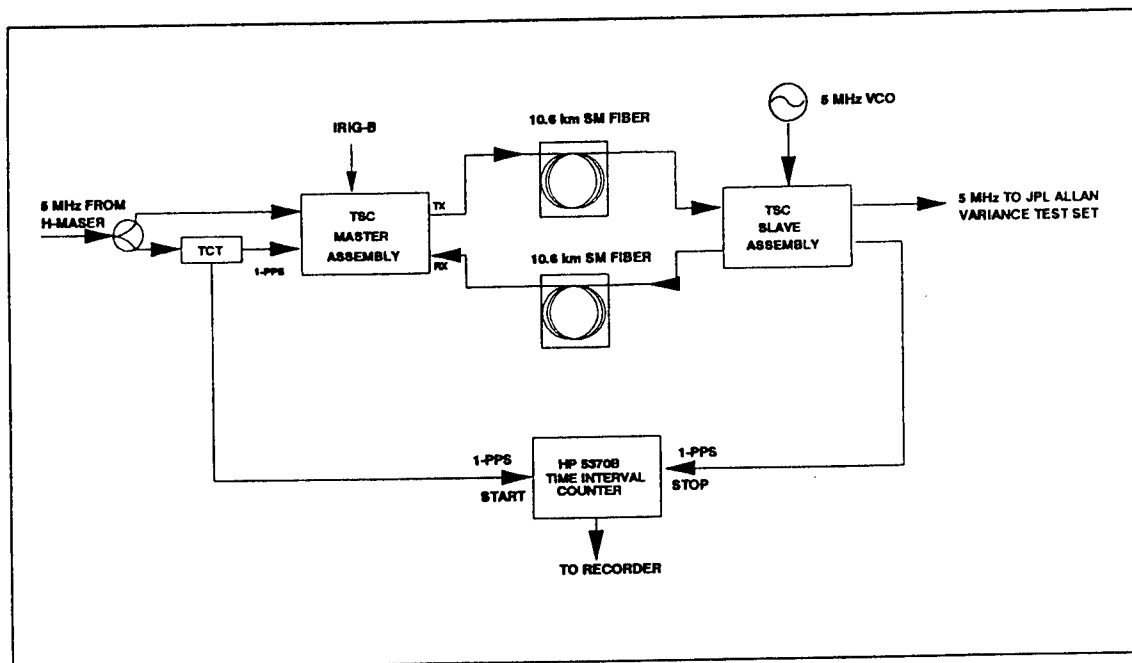 5 MHz VCO
10.6 km SM FIBER
IRIG-B
5 MHz FROM
H-MASER
TX
TSC
MASTER
ASSEMBLY
RX
TSC
SLAVE
ASSEMBLY
5 MHz TO JPL ALLAN
VARIANCE TEST SET
TCT
1-PPS
10.6 km SM FIBER
1-PPS
START
HP 5370B
TIME INTERVAL
COUNTER
1-PPS
STOP
TO RECORDER